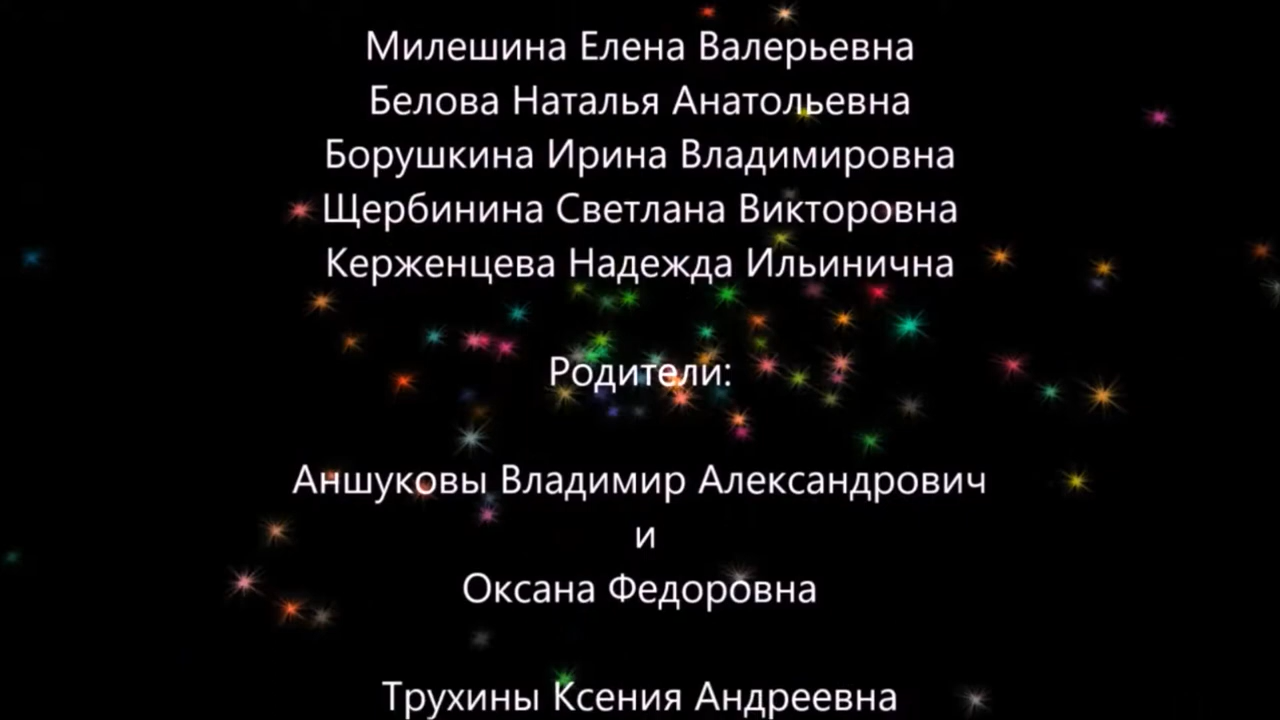 Милешина Елена Валерьевна
Белова Наталья Анатольевна
Борушкина Ирина Владимировна
Щербинина Светлана Викторовна
Керженцева Надежда Ильинична
Родители:
Аншуковы Владимир Александрович
и
Оксана Федоровна
Трухины Ксения Андреевна